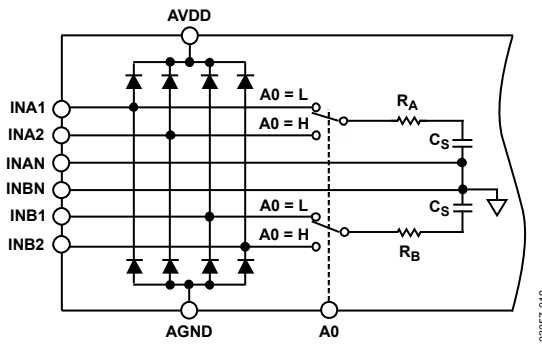 AVDD
INA1
A0 = L
RA
INA2
A0 = H
CS
INAN
INBN
INB1
A0 = L
CS
INB2
A0 = H
RB
AGND
A0